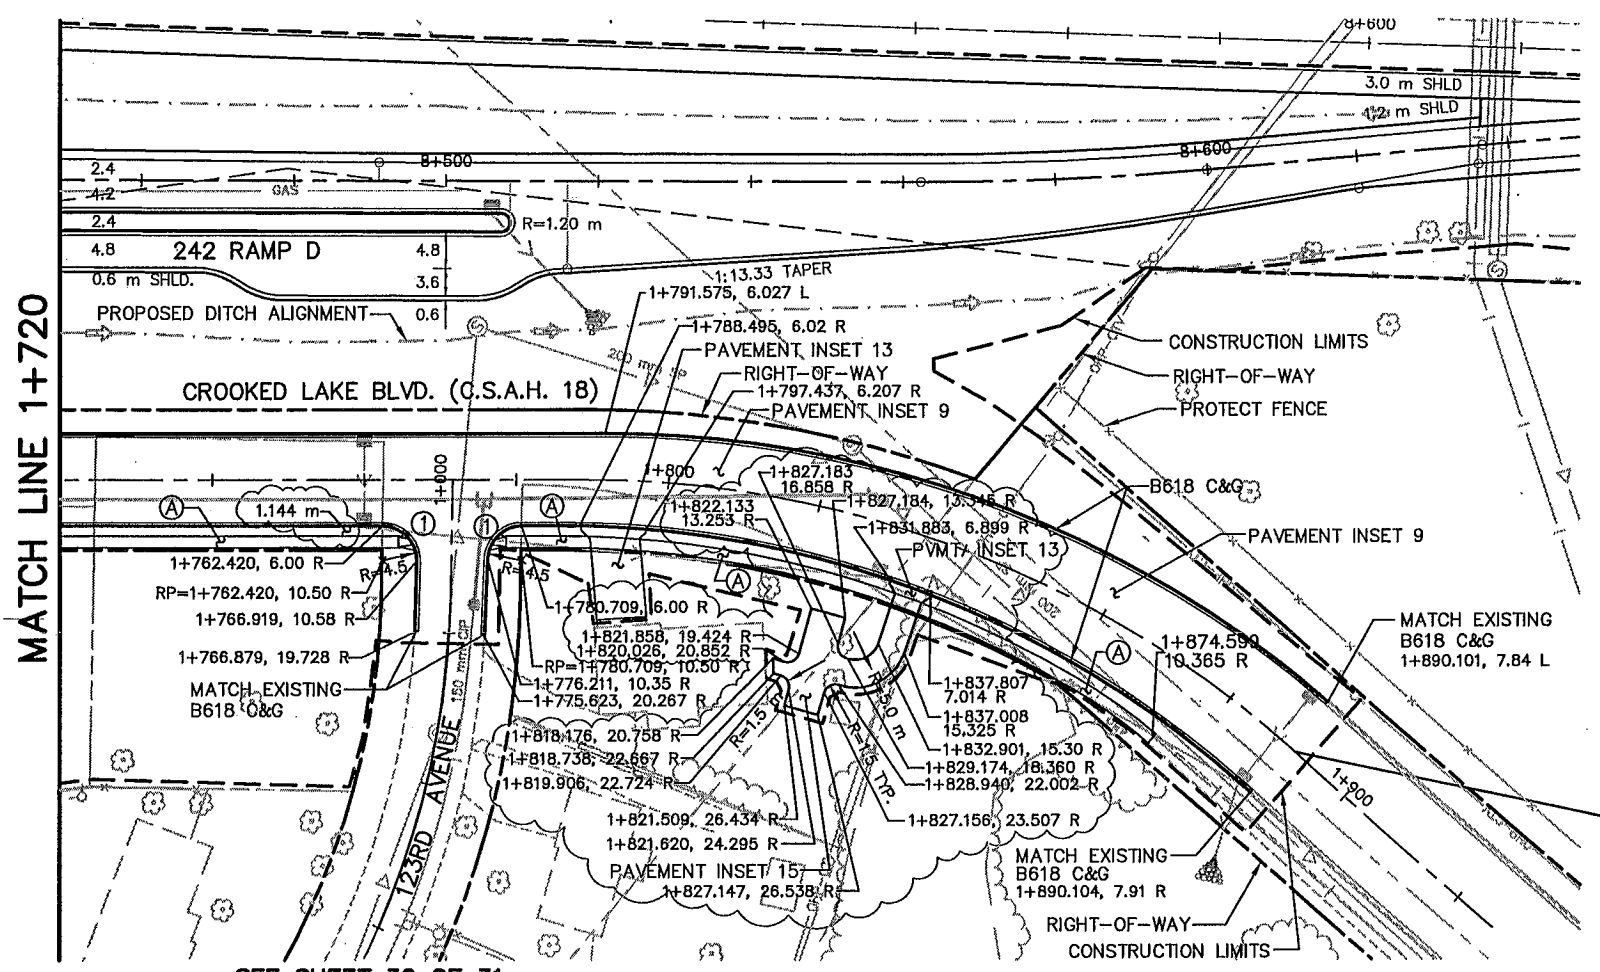 8+600
3.0 m SHLD
1.2 m SHLD
8+500
8+600
2.4
4.2
GAS
2.4
R=1.20 m
4.8
242 RAMP D
4.8
0.6 m SHLD.
3.6
1:13.33 TAPER
1+791.575, 6.027 L
PROPOSED DITCH ALIGNMENT
0.6
1+788.495, 6.02 R
PAVEMENT INSET 13
RIGHT-OF-WAY
1+797.437, 6.207 R
PAVEMENT INSET 9
CONSTRUCTION LIMITS
RIGHT-OF-WAY
PROTECT FENCE
MATCH LINE 1+720
CROOKED LAKE BLVD. (C.S.A.H. 18)
1+000
1+800
1+827.183
16.858 R
B618 C&G
1+827.184, 13.345 R
1+822.133
13.253 R
A
1.144 m
1
1
A
1+831.883, 6.899 R
PVMT INSET 13
PAVEMENT INSET 9
1+762.420, 6.00 R
R=4.5
R=4.5
A
RP=1+762.420, 10.50 R
1+780.709, 6.00 R
200
1+766.919, 10.58 R
MATCH EXISTING
B618 C&G
1+890.101, 7.84 L
1+821.858, 19.424 R
1+820.026, 20.852 R
1+874.599
10.365 R
A
1+766.879, 19.728 R
RP=1+780.709, 10.50 R
1+776.211, 10.35 R
1+775.623, 20.267 R
MATCH EXISTING
B618 C&G
150 mm CIP
1+837.807
7.014 R
1+837.008
15.325 R
R=5.0 m
R=1.5
1+818.176, 20.758 R
1+832.901, 15.30 R
1+818.738, 22.667 R
1+829.174, 18.360 R
1+819.906, 22.724 R
1+828.940, 22.002 R
R=1.5 TYP.
1+900
1+821.509, 26.434 R
1+827.156, 23.507 R
1+821.620, 24.295 R
123RD AVENUE
PAVEMENT INSET 15
1+827.147, 26.538 R
MATCH EXISTING
B618 C&G
1+890.104, 7.91 R
RIGHT-OF-WAY
CONSTRUCTION LIMITS